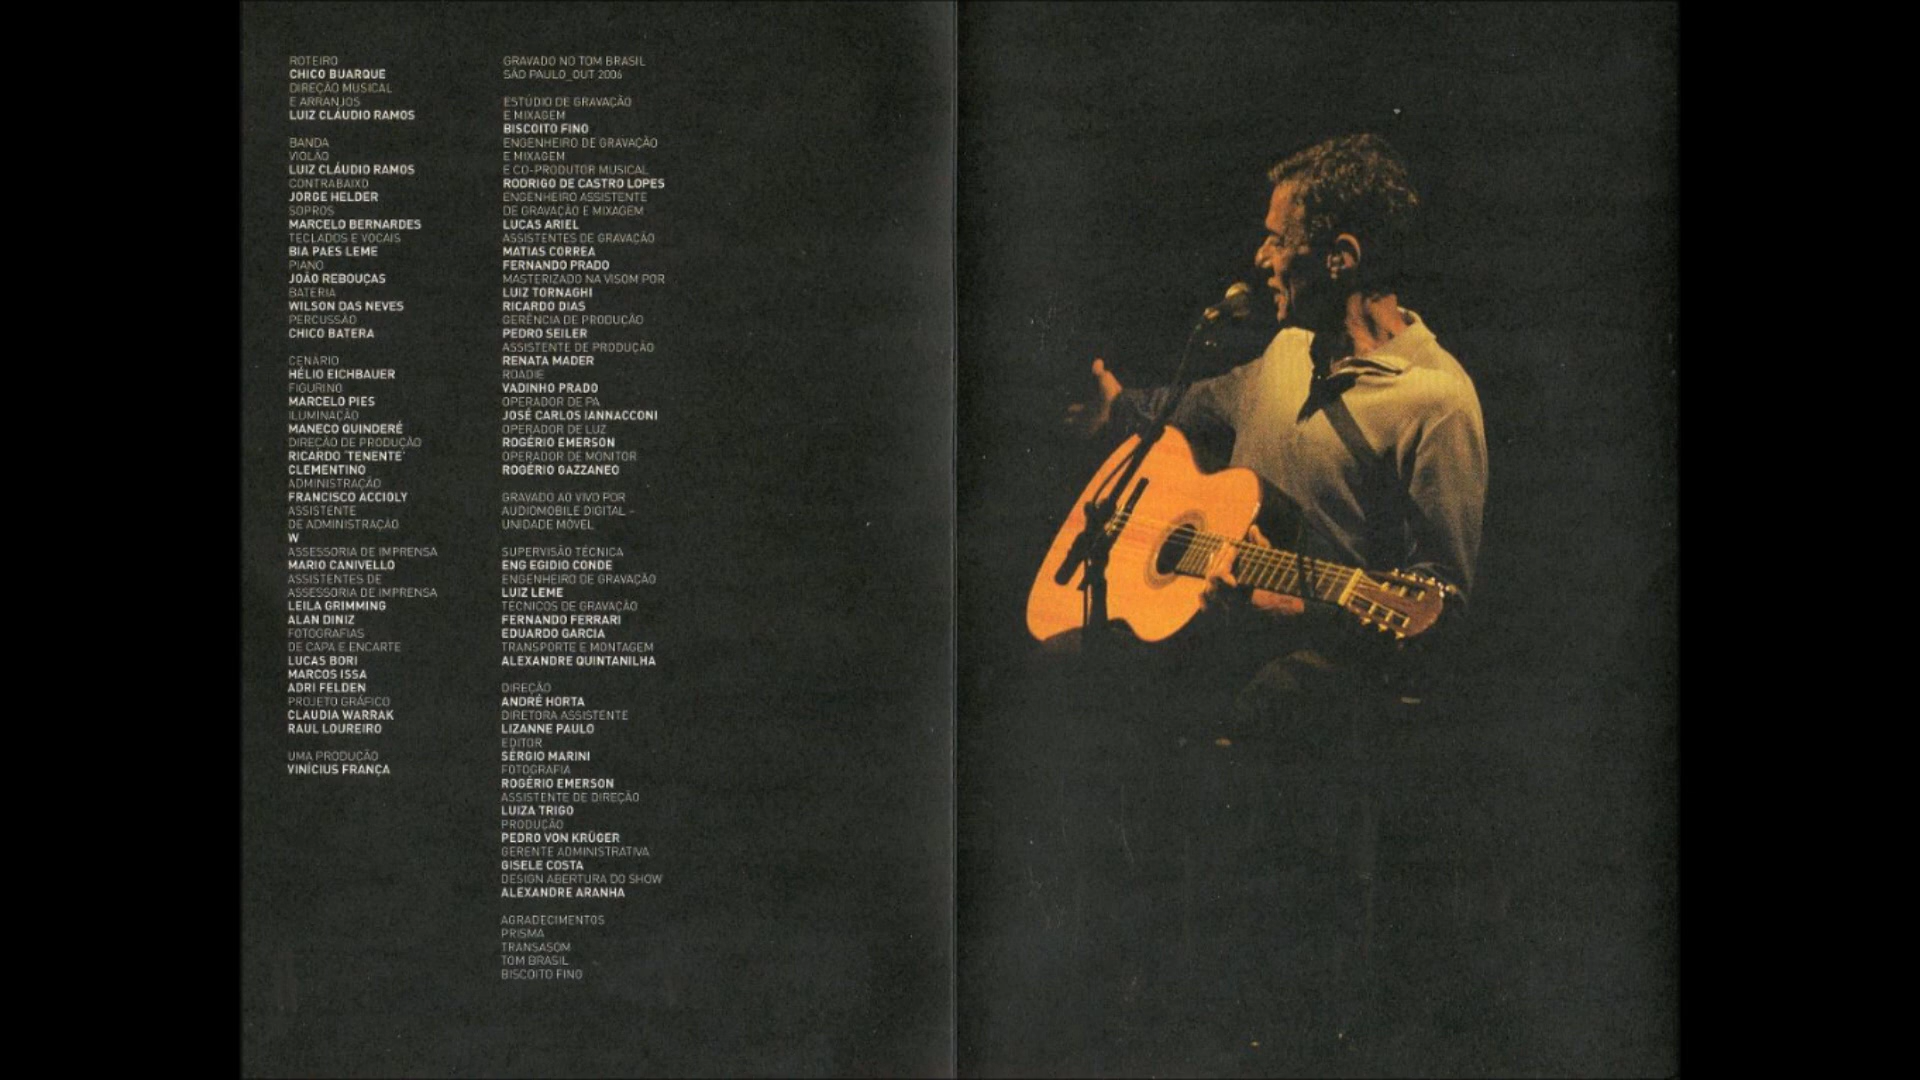 ROTEIRO
CHICO BUARQUE
DIREÇÃO MUSICAL
E ARRANJOS
LUIZ CLÁUDIO RAMOS
BANDA
VIOLÃO
LUIZ CLÁUDIO RAMOS
CONTRABAIXO
JORGE HELDER
SOPROS
MARCELO BERNARDES
TECLADOS E VOCAIS
BIA PAES LEME
PIANO
JOÃO REBOUÇAS
BATERIA
WILSON DAS NEVES
PERCUSSÃO
CHICO BATERA
CENÁRIO
HÉLIO EICHBAUER
FIGURINO
MARCELO PIES
ILUMINAÇÃO
MANECO QUINDERÉ
DIREÇÃO DE PRODUÇÃO
RICARDO 'TENENTE'
CLEMENTINO
ADMINISTRAÇÃO
FRANCISCO ACCIOLY
ASSISTENTE
DE ADMINISTRAÇÃO
W
ASSESSORIA DE IMPRENSA
MARIO CANIVELLO
ASSISTENTES DE
ASSESSORIA DE IMPRENSA
LEILA GRIMMING
ALAN DINIZ
FOTOGRAFIAS
DE CAPA E ENCARTE
LUCAS BORI
MARCOS ISSA
ADRI FELDEN
PROJETO GRÁFICO
CLAUDIA WARRAK
RAUL LOUREIRO
UMA PRODUÇÃO
VINÍCIUS FRANÇA
GRAVADO NO TOM BRASIL
SÃO PAULO_OUT 2006
ESTÚDIO DE GRAVAÇÃO
E MIXAGEM
BISCOITO FINO
ENGENHEIRO DE GRAVAÇÃO
E MIXAGEM
E CO-PRODUTOR MUSICAL
RODRIGO DE CASTRO LOPES
ENGENHEIRO ASSISTENTE
DE GRAVAÇÃO E MIXAGEM
LUCAS ARIEL
ASSISTENTES DE GRAVAÇÃO
MATIAS CORREA
FERNANDO PRADO
MASTERIZADO NA VISOM POR
LUIZ TORNAGHI
RICARDO DIAS
GERÊNCIA DE PRODUÇÃO
PEDRO SEILER
ASSISTENTE DE PRODUÇÃO
RENATA MADER
ROADIE
VADINHO PRADO
OPERADOR DE PA
JOSÉ CARLOS IANNACCONI
OPERADOR DE LUZ
ROGÉRIO EMERSON
OPERADOR DE MONITOR
ROGÉRIO GAZZANEO
GRAVADO AO VIVO POR
AUDIOMOBILE DIGITAL –
UNIDADE MÓVEL
SUPERVISÃO TÉCNICA
ENG EGIDIO CONDE
ENGENHEIRO DE GRAVAÇÃO
LUIZ LEME
TÉCNICOS DE GRAVAÇÃO
FERNANDO FERRARI
EDUARDO GARCIA
TRANSPORTE E MONTAGEM
ALEXANDRE QUINTANILHA
DIREÇÃO
ANDRÉ HORTA
DIRETORA ASSISTENTE
LIZANNE PAULO
EDITOR
SÉRGIO MARINI
FOTOGRAFIA
ROGÉRIO EMERSON
ASSISTENTE DE DIREÇÃO
LUIZA TRIGO
PRODUÇÃO
PEDRO VON KRÜGER
GERENTE ADMINISTRATIVA
GISELE COSTA
DESIGN ABERTURA DO SHOW
ALEXANDRE ARANHA
AGRADECIMENTOS
PRISMA
TRANSASOM
TOM BRASIL
BISCOITO FINO